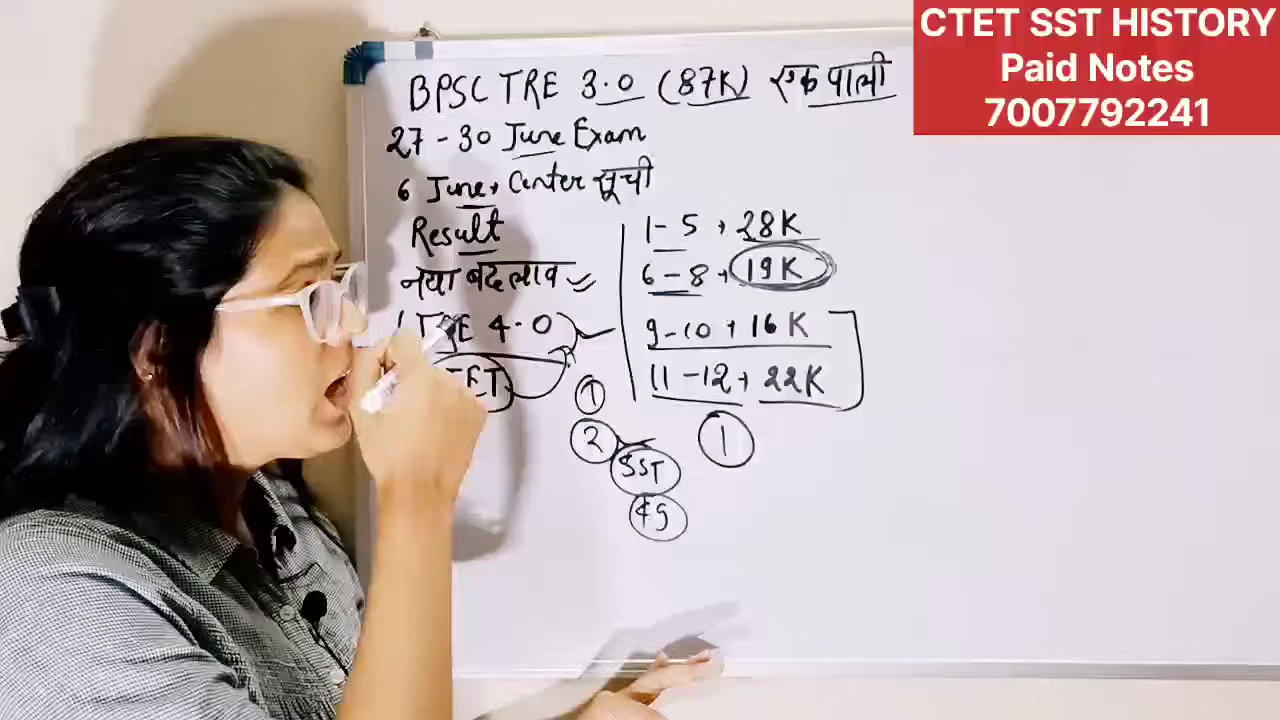 CTET SST HISTORY
Paid Notes
7007792241
BPSC TRE 3.0 (87K) एक पाली
27 - 30 June Exam
6 June, Center सूची
Result
नया बदलाव
TRE 4.0
TET
1 - 5 , 28K
6 - 8 , 19K
9 - 10 + 16K
11 - 12 + 22K
1
2
SST
1